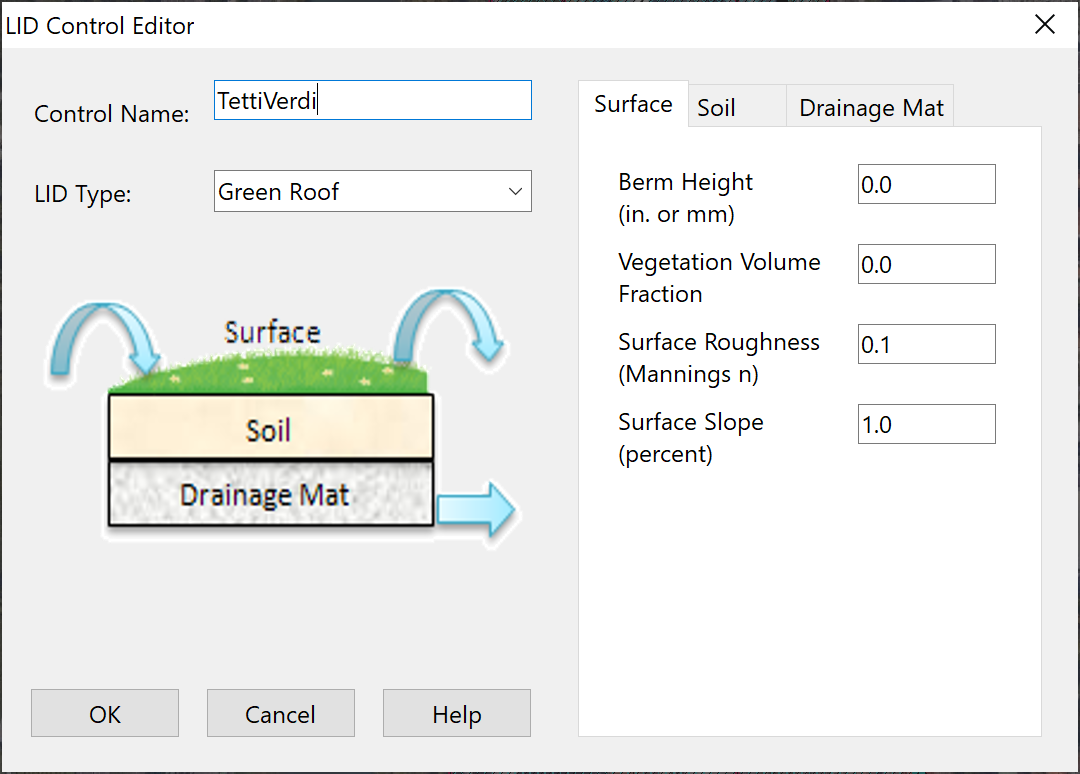 LID Control Editor
Control Name:
TettiVerdi
LID Type:
Green Roof
Surface
Soil
Drainage Mat
OK
Cancel
Help
Surface
Soil
Drainage Mat
Berm Height
(in. or mm)
0.0
Vegetation Volume
Fraction
0.0
Surface Roughness
(Mannings n)
0.1
Surface Slope
(percent)
1.0